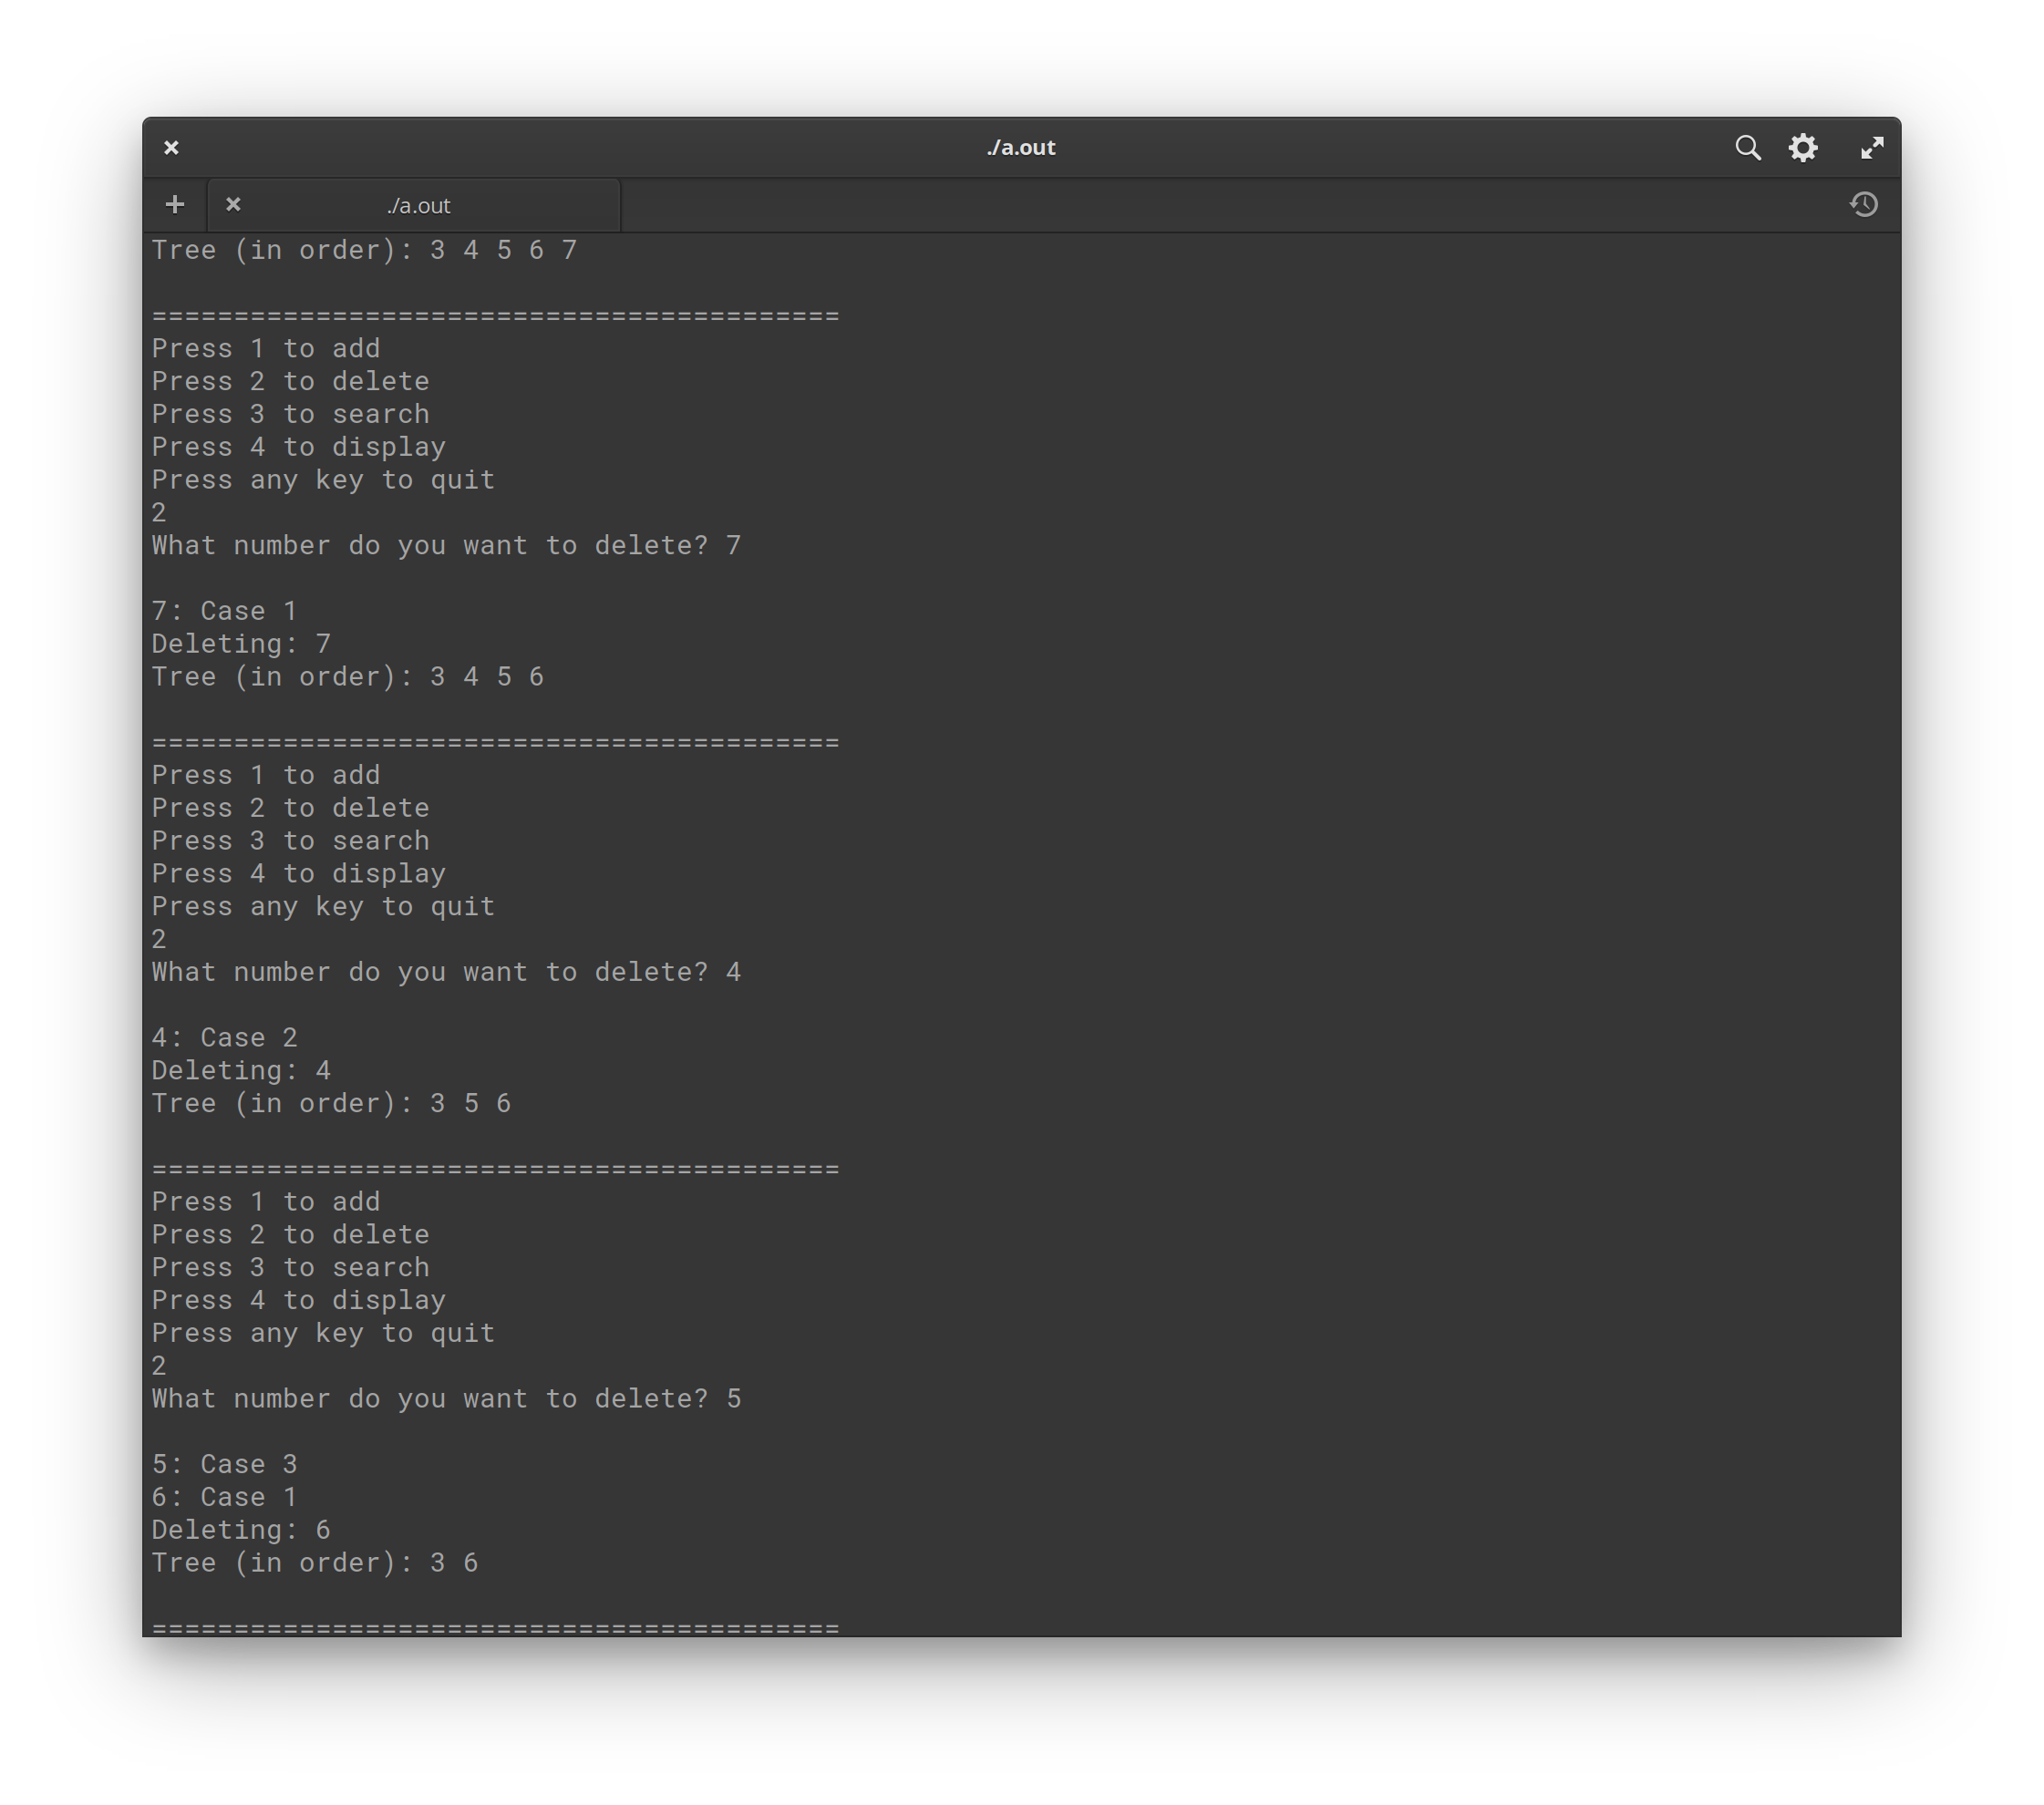 ./a.out
./a.out
Tree (in order): 3 4 5 6 7
==========================================
Press 1 to add
Press 2 to delete
Press 3 to search
Press 4 to display
Press any key to quit
2
What number do you want to delete? 7
7: Case 1
Deleting: 7
Tree (in order): 3 4 5 6
==========================================
Press 1 to add
Press 2 to delete
Press 3 to search
Press 4 to display
Press any key to quit
2
What number do you want to delete? 4
4: Case 2
Deleting: 4
Tree (in order): 3 5 6
==========================================
Press 1 to add
Press 2 to delete
Press 3 to search
Press 4 to display
Press any key to quit
2
What number do you want to delete? 5
5: Case 3
6: Case 1
Deleting: 6
Tree (in order): 3 6
==========================================